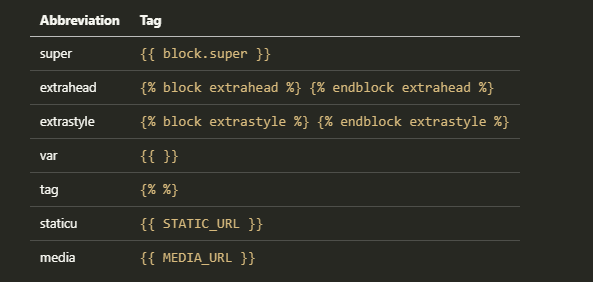 Abbreviation Tag
super {{ block.super }}
extrahead {% block extrahead %} {% endblock extrahead %}
extrastyle {% block extrastyle %} {% endblock extrastyle %}
var {{ }}
tag {% %}
staticu {{ STATIC_URL }}
media {{ MEDIA_URL }}